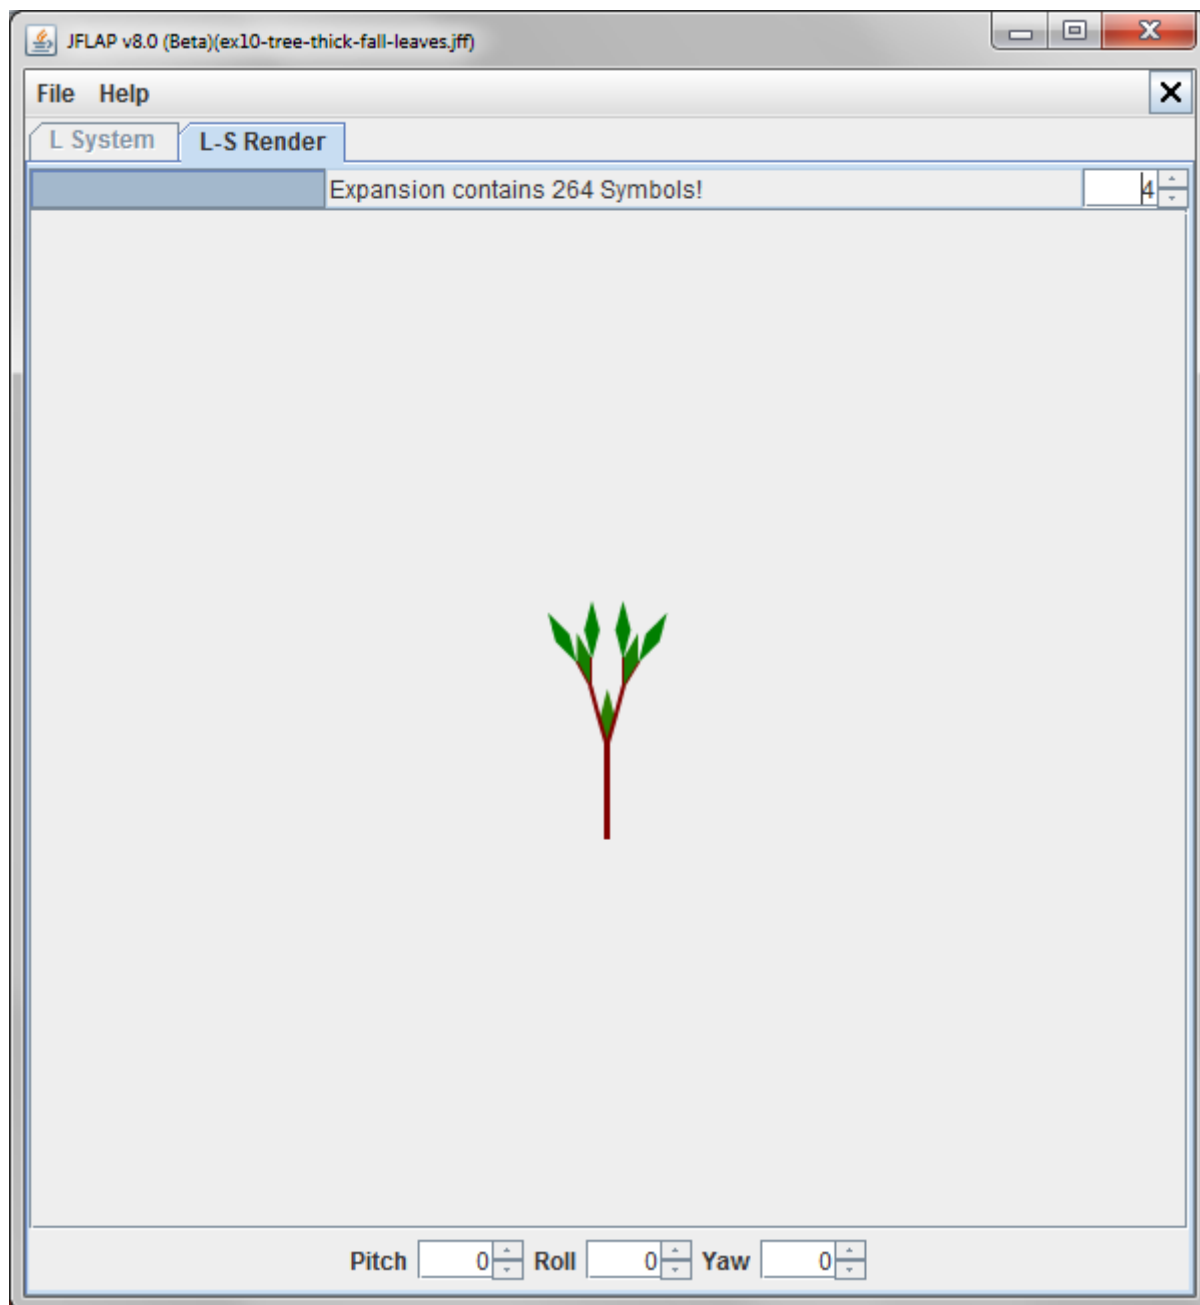 JFLAP v8.0 (Beta)(ex10-tree-thick-fall-leaves.jff)
File Help
L System L-S Render
Expansion contains 264 Symbols! 4
Pitch 0 Roll 0 Yaw 0